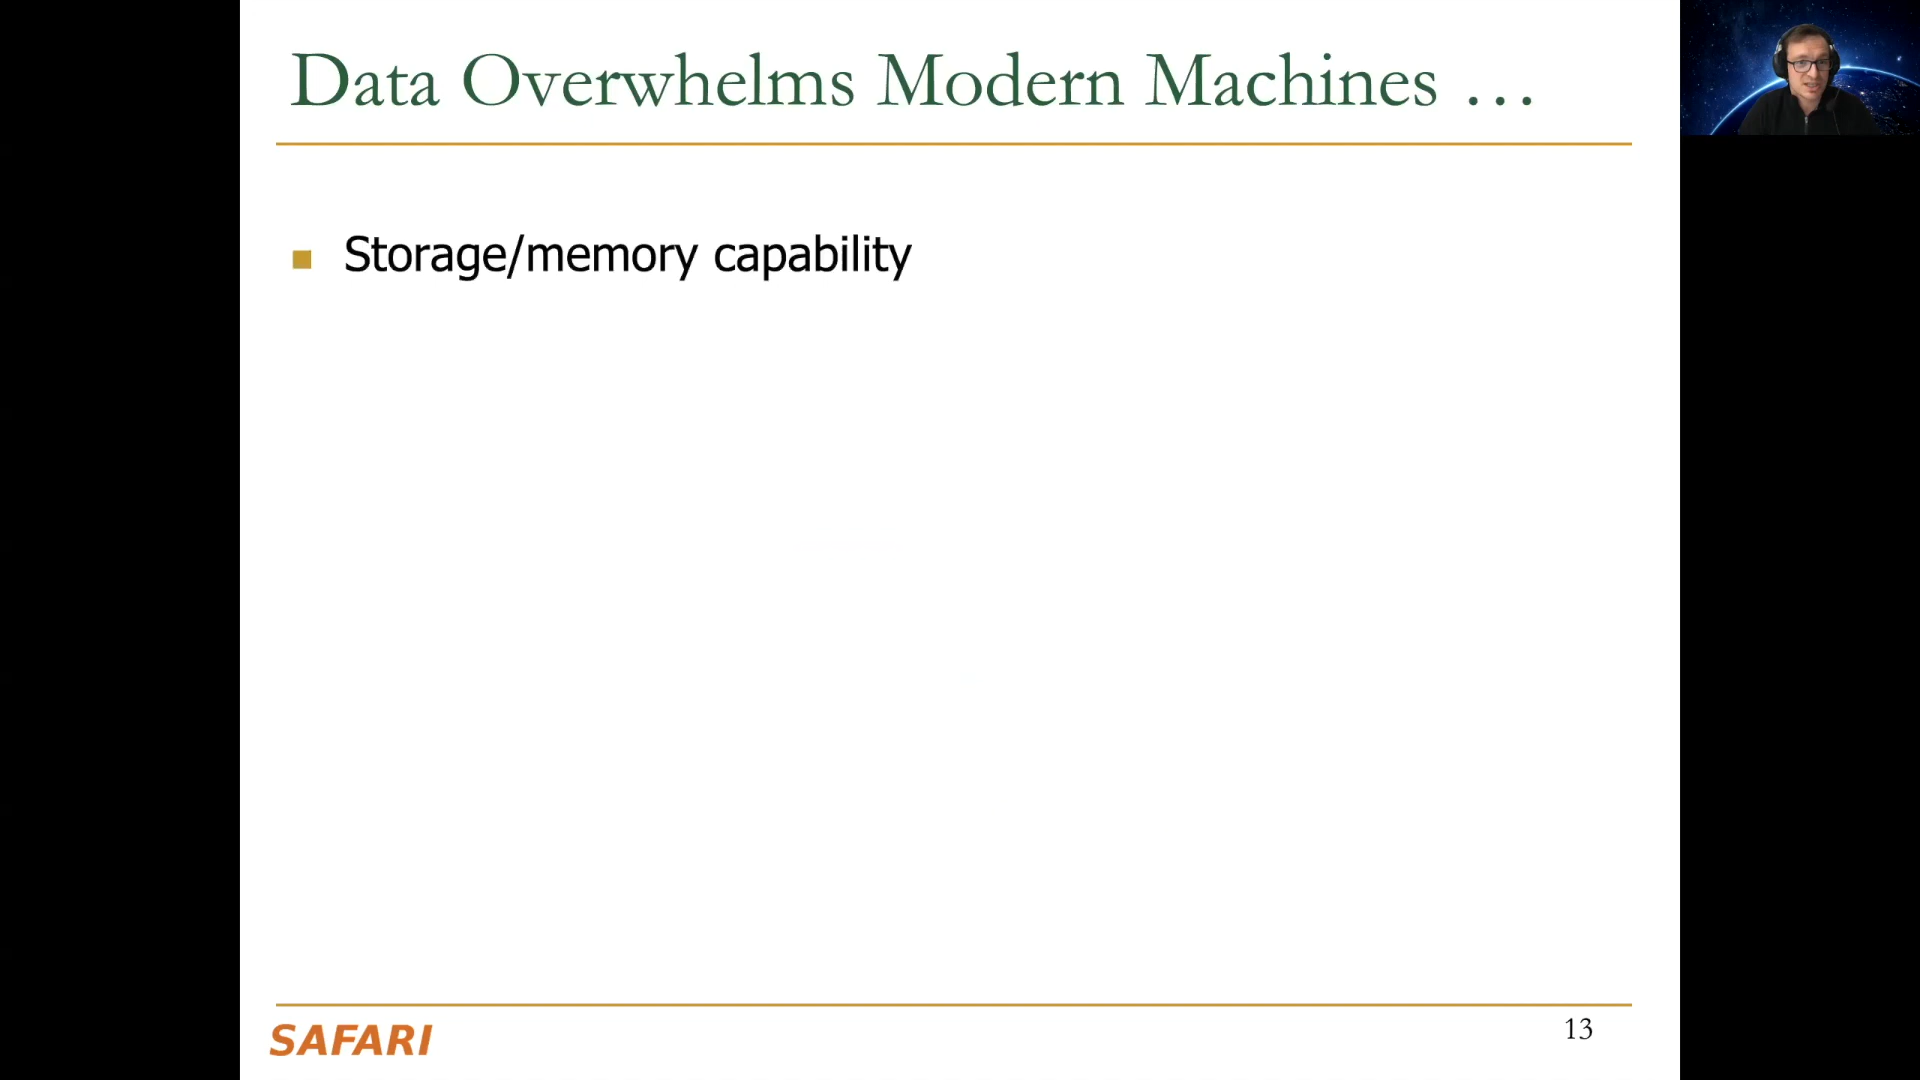 Data Overwhelms Modern Machines …
Storage/memory capability
SAFARI
13